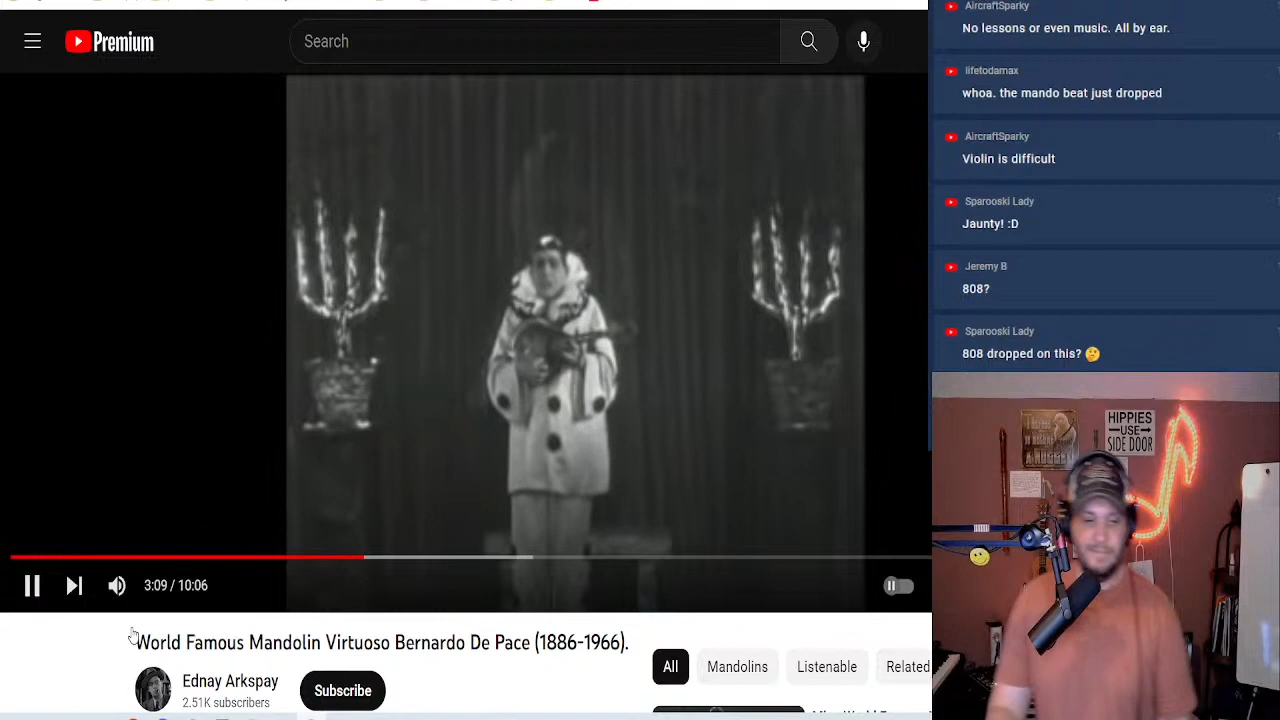 Premium
Search
3:09 / 10:06
World Famous Mandolin Virtuoso Bernardo De Pace (1886-1966).
Ednay Arkspay
2.51K subscribers
Subscribe
All
Mandolins
Listenable
Related
AircraftSparky
No lessons or even music. All by ear.
lifetodamax
whoa. the mando beat just dropped
AircraftSparky
Violin is difficult
Sparooski Lady
Jaunty! :D
Jeremy B
808?
Sparooski Lady
808 dropped on this? 🤔
HIPPIES
USE
SIDE DOOR